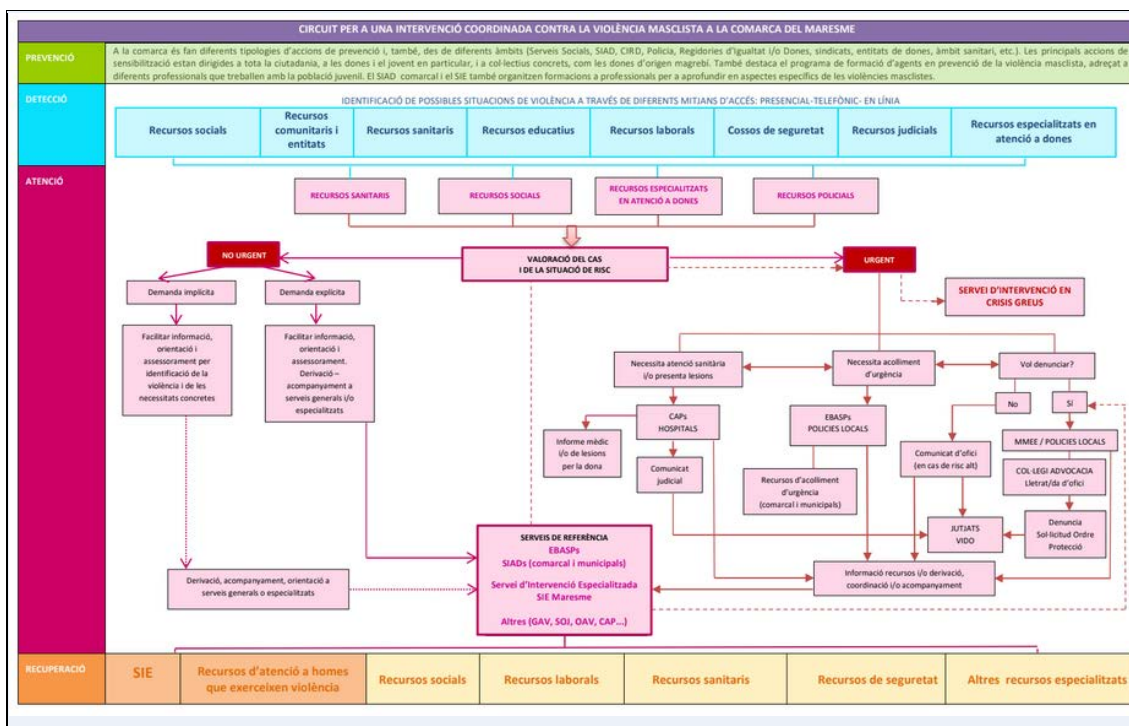 CIRCUIT PER A UNA INTERVENCIÓ COORDINADA CONTRA LA VIOLÈNCIA MASCLISTA A LA COMARCA DEL MARESME
PREVENCIÓ
A la comarca és fan diferents tipologies d'accions de prevenció i, també, des de diferents àmbits (Serveis Socials, SIAD, CIRD, Policia, Regidories d'igualtat i/o Dones, sindicats, entitats de dones, àmbit sanitari, etc.). Les principals accions de
sensibilització estan dirigides a tota la ciutadania, a les dones i el jovent en particular, i a col·lectius concrets, com les dones d'origen magrebí. També destaca el programa de formació d'agents en prevenció de la violència masclista, adreçat a
diferents professionals que treballen amb la població juvenil. El SIAD comarcal i el SIE també organitzen formacions a professionals per a aprofundir en aspectes específics de les violències masclistes.
DETECCIÓ
IDENTIFICACIÓ DE POSSIBLES SITUACIONS DE VIOLÈNCIA A TRAVÉS DE DIFERENTS MITJANS D'ACCÉS: PRESENCIAL-TELEFÒNIC- EN LÍNIA
Recursos socials
Recursos
comunitaris i
entitats
Recursos sanitaris
Recursos educatius
Recursos laborals
Cossos de seguretat
Recursos judicials
Recursos especialitzats en
atenció a dones
ATENCIÓ
RECURSOS SANITARIS
RECURSOS SOCIALS
RECURSOS ESPECIALITZATS
EN ATENCIÓ A DONES
RECURSOS POLICIALS
NO URGENT
VALORACIÓ DEL CAS
I DE LA SITUACIÓ DE RISC
URGENT
SERVEI D'INTERVENCIÓ EN
CRISIS GREUS
Demanda implícita
Demanda explícita
Facilitar informació,
orientació i
assessorament per
identificació de la
violència i de les
necessitats concretes
Facilitar informació,
orientació i
assessorament.
Derivació –
acompanyament a
serveis generals i/o
especialitzats
Necessita atenció sanitària
i/o presenta lesions
Necessita acolliment
d'urgència
Vol denunciar?
No
Sí
CAPs
HOSPITALS
EBASPs
POLICIES LOCALS
Informe mèdic
i/o de lesions
per la dona
Comunicat
judicial
Recursos d'acolliment
d'urgència
(comarcal i municipals)
Comunicat d'ofici
(en cas de risc alt)
MMEE / POLICIES LOCALS
COL·LEGI ADVOCACIA
Lletrat/da d'ofici
JUTJATS
VIDO
Denuncia
Sol·licitud Ordre
Protecció
Derivació, acompanyament, orientació a
serveis generals o especialitzats
SERVEIS DE REFERÈNCIA
EBASPs
SIADs (comarcal i municipals)
Servei d'Intervenció Especialitzada
SIE Maresme
Altres (GAV, SOJ, OAV, CAP...)
Informació recursos i/o derivació,
coordinació i/o acompanyament
RECUPERACIÓ
SIE
Recursos d'atenció a homes
que exerceixen violència
Recursos socials
Recursos laborals
Recursos sanitaris
Recursos de seguretat
Altres recursos especialitzats